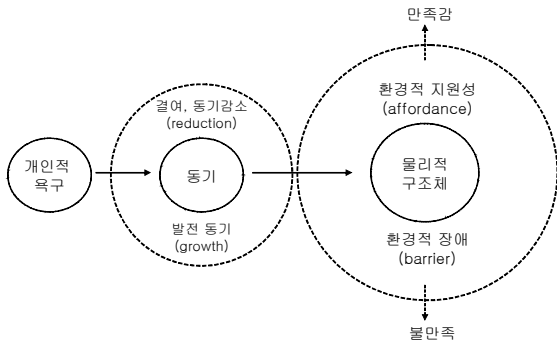 만족감
환경적 지원성
(affordance)
결여, 동기감소
(reduction)
개인적
욕구
동기
물리적
구조체
발전 동기
(growth)
환경적 장애
(barrier)
불만족